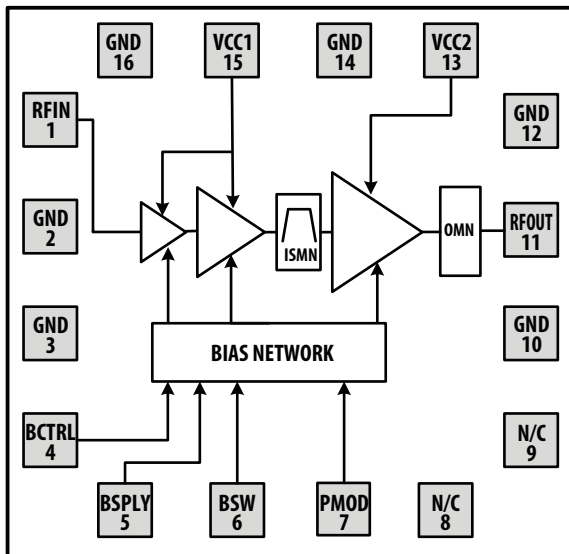 GND
16
VCC1
15
GND
14
VCC2
13
RFIN
1
GND
12
GND
2
ISMN
OMN
RFOUT
11
GND
3
BIAS NETWORK
GND
10
BCTRL
4
N/C
9
BSPLY
5
BSW
6
PMOD
7
N/C
8